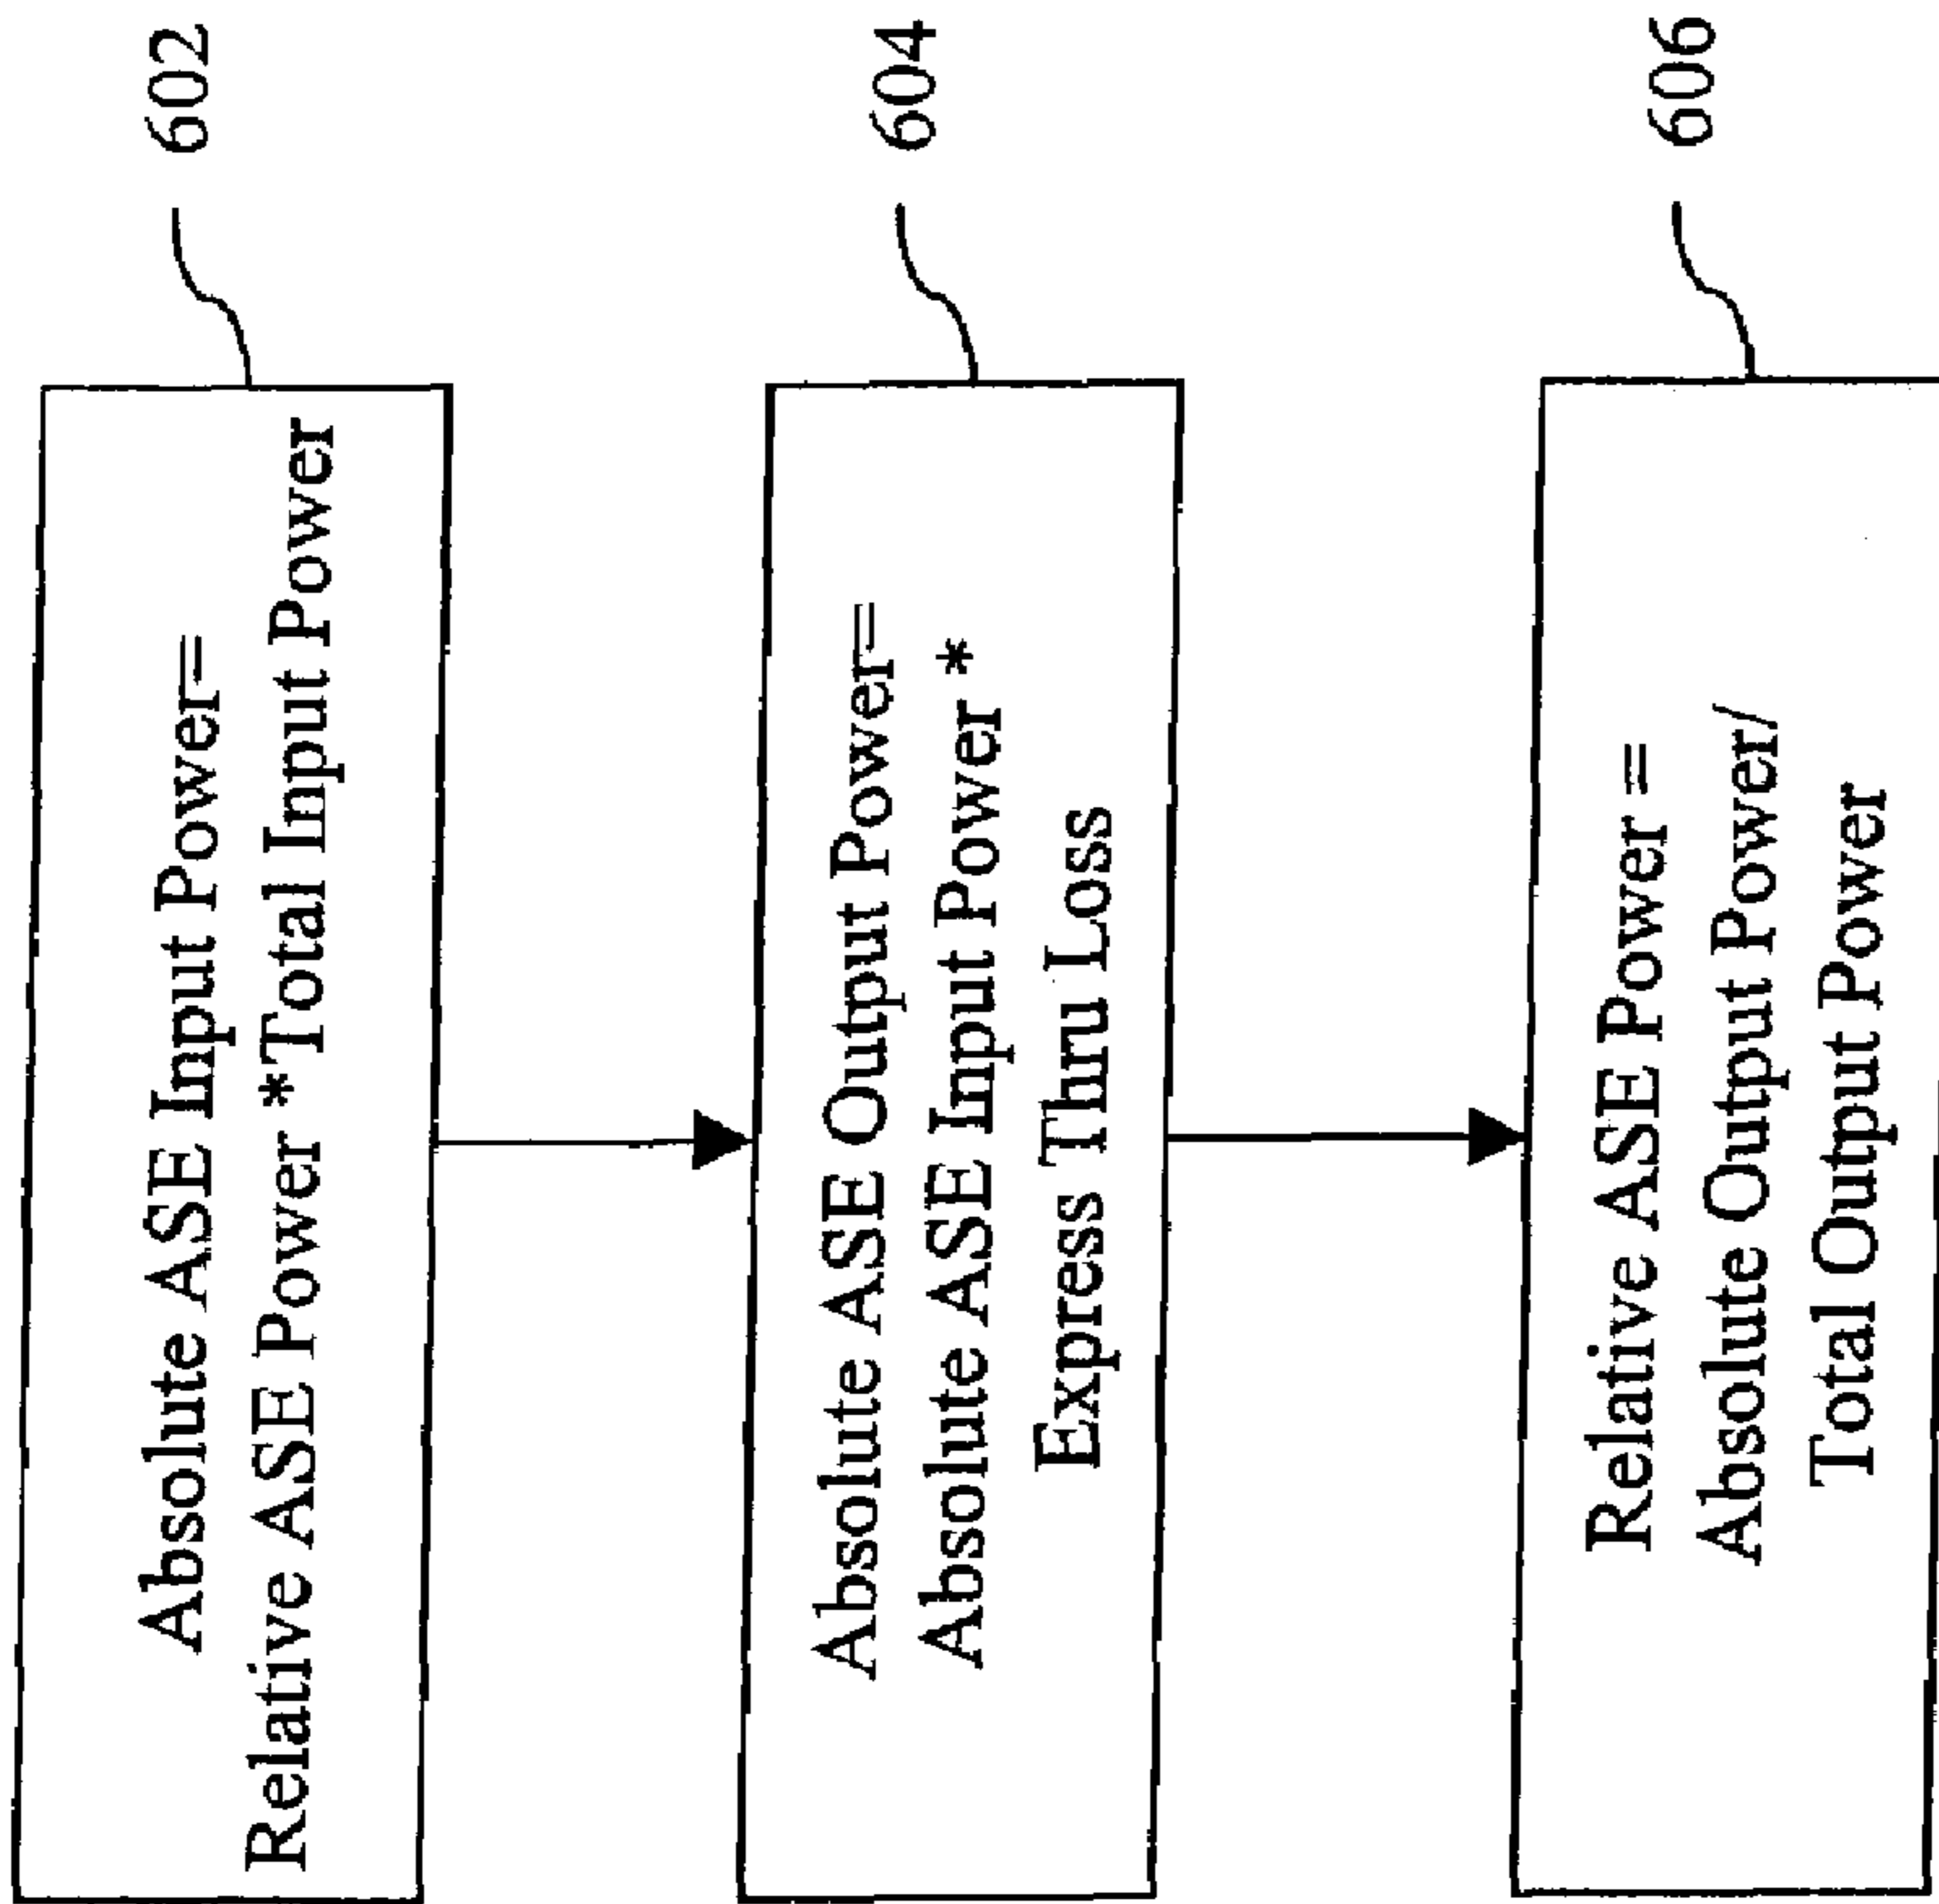 602
Absolute ASE Input Power=
Relative ASE Power *Total Input Power
604
Absolute ASE Output Power=
Absolute ASE Input Power *
Express Thru Loss
606
Relative ASE Power =
Absolute Output Power/
Total Output Power